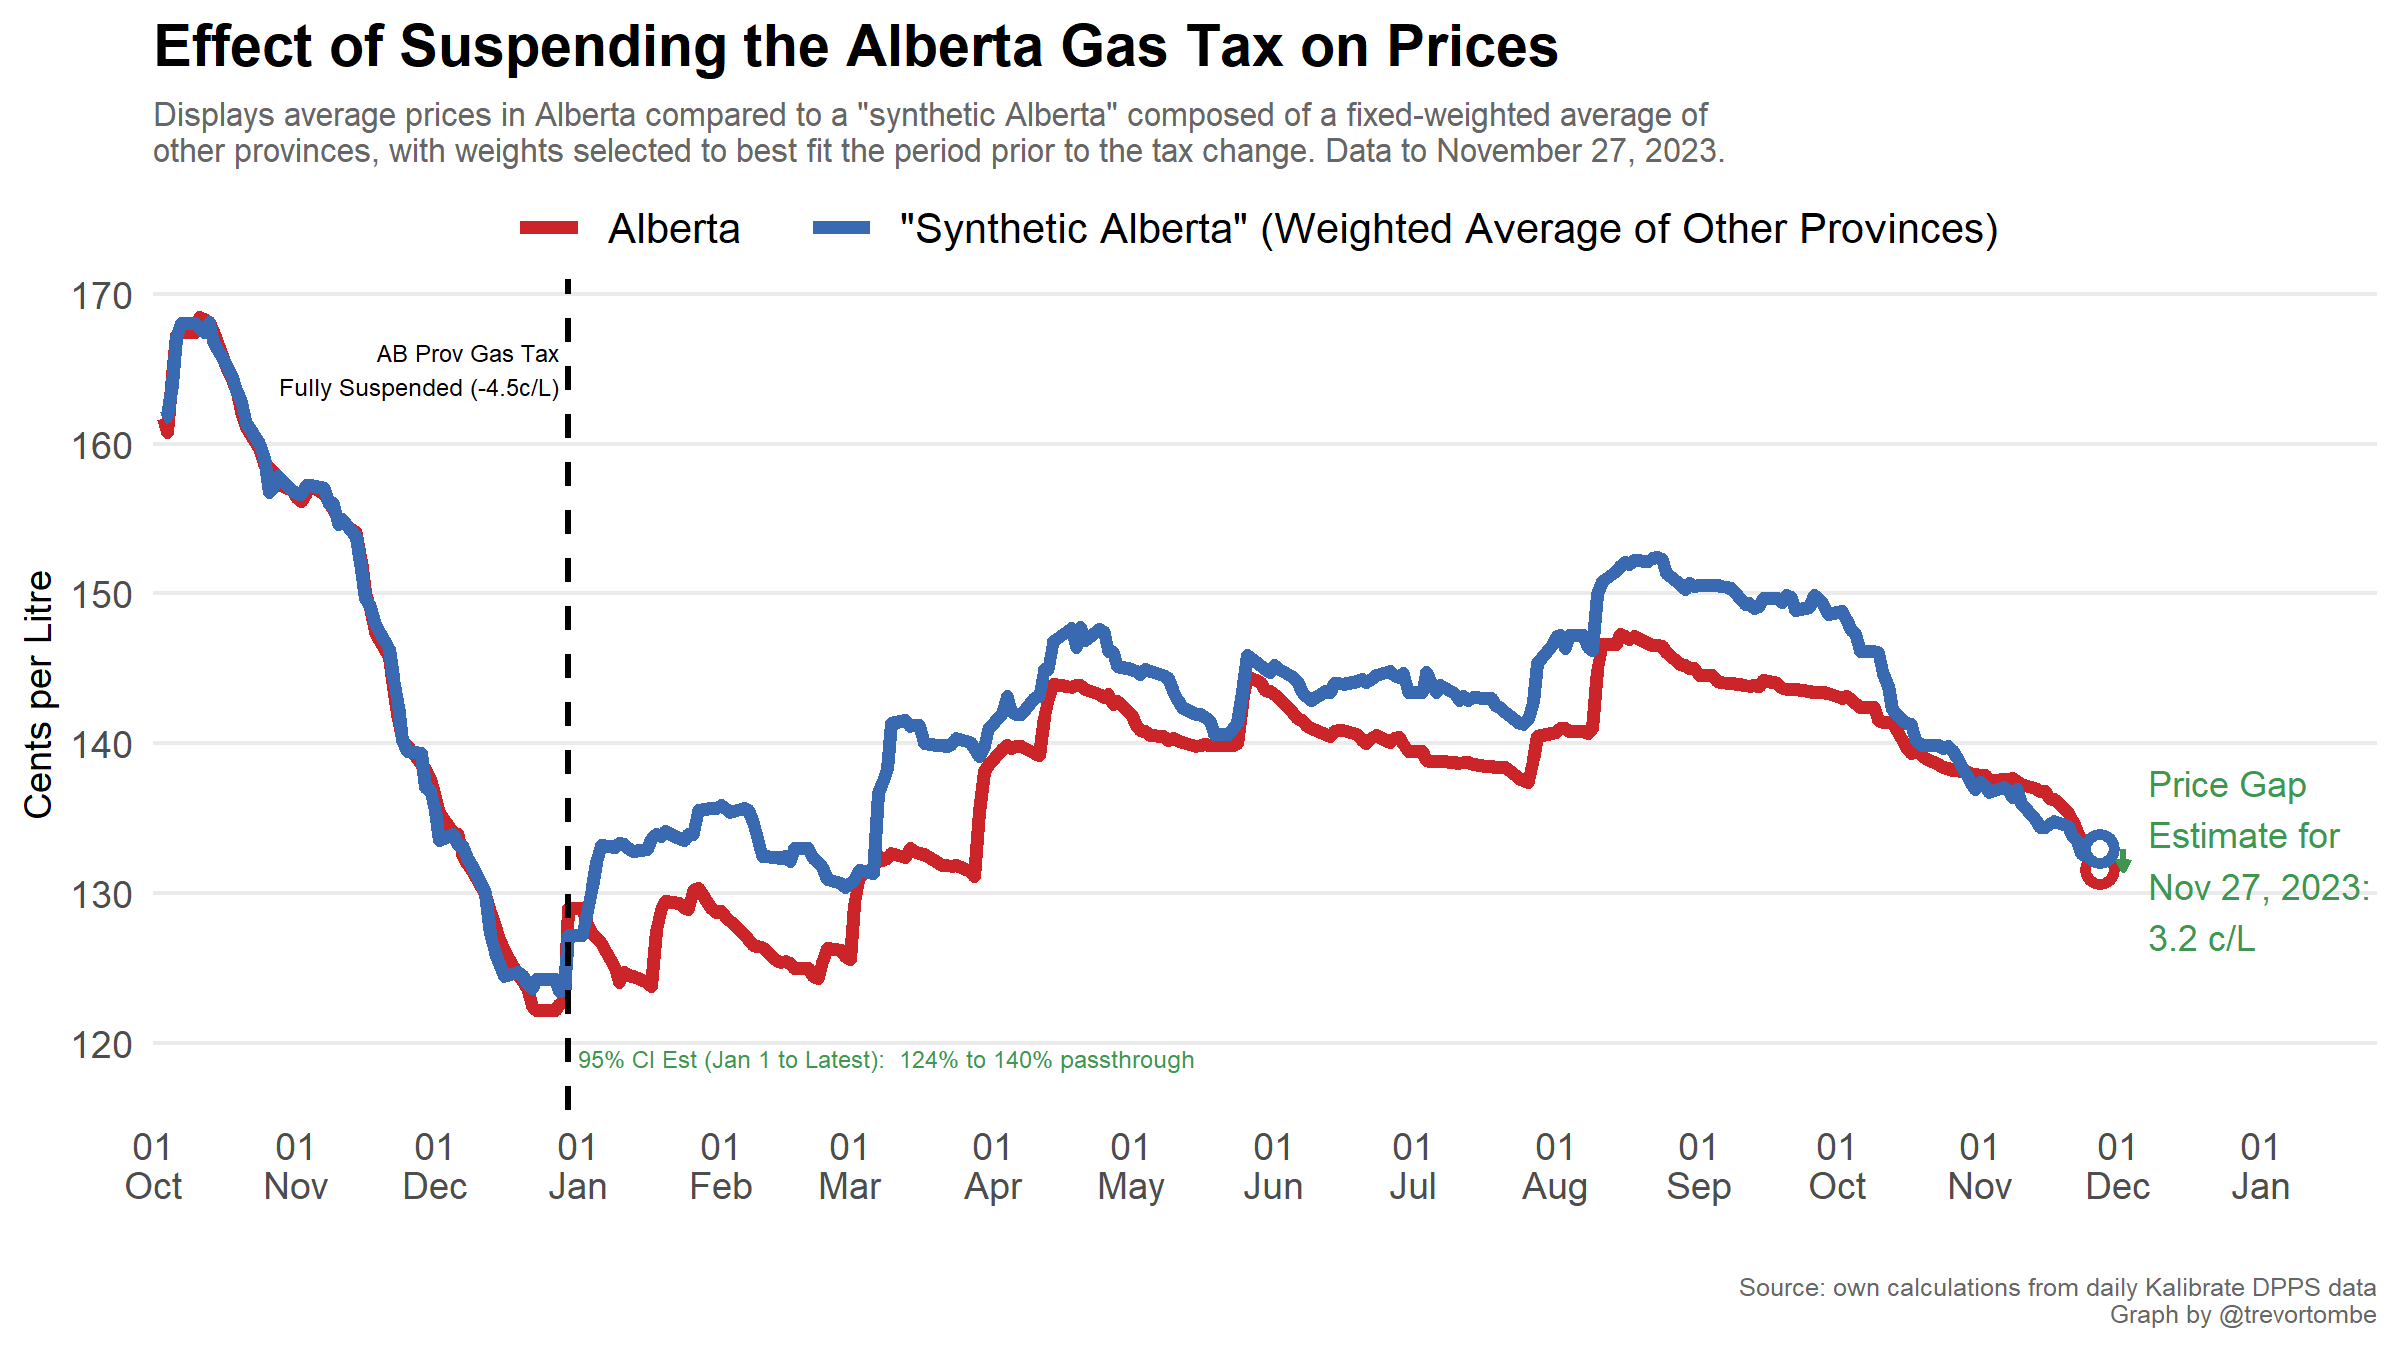 Effect of Suspending the Alberta Gas Tax on Prices
Displays average prices in Alberta compared to a "synthetic Alberta" composed of a fixed-weighted average of
other provinces, with weights selected to best fit the period prior to the tax change. Data to November 27, 2023.
Alberta
"Synthetic Alberta" (Weighted Average of Other Provinces)
Cents per Litre
170
160
150
140
130
120
AB Prov Gas Tax
Fully Suspended (-4.5c/L)
Price Gap
Estimate for
Nov 27, 2023:
3.2 c/L
95% CI Est (Jan 1 to Latest):  124% to 140% passthrough
01 01 01 01 01 01 01 01 01 01 01 01 01 01 01 01
Oct Nov Dec Jan Feb Mar Apr May Jun Jul Aug Sep Oct Nov Dec Jan
Source: own calculations from daily Kalibrate DPPS data
Graph by @trevortombe